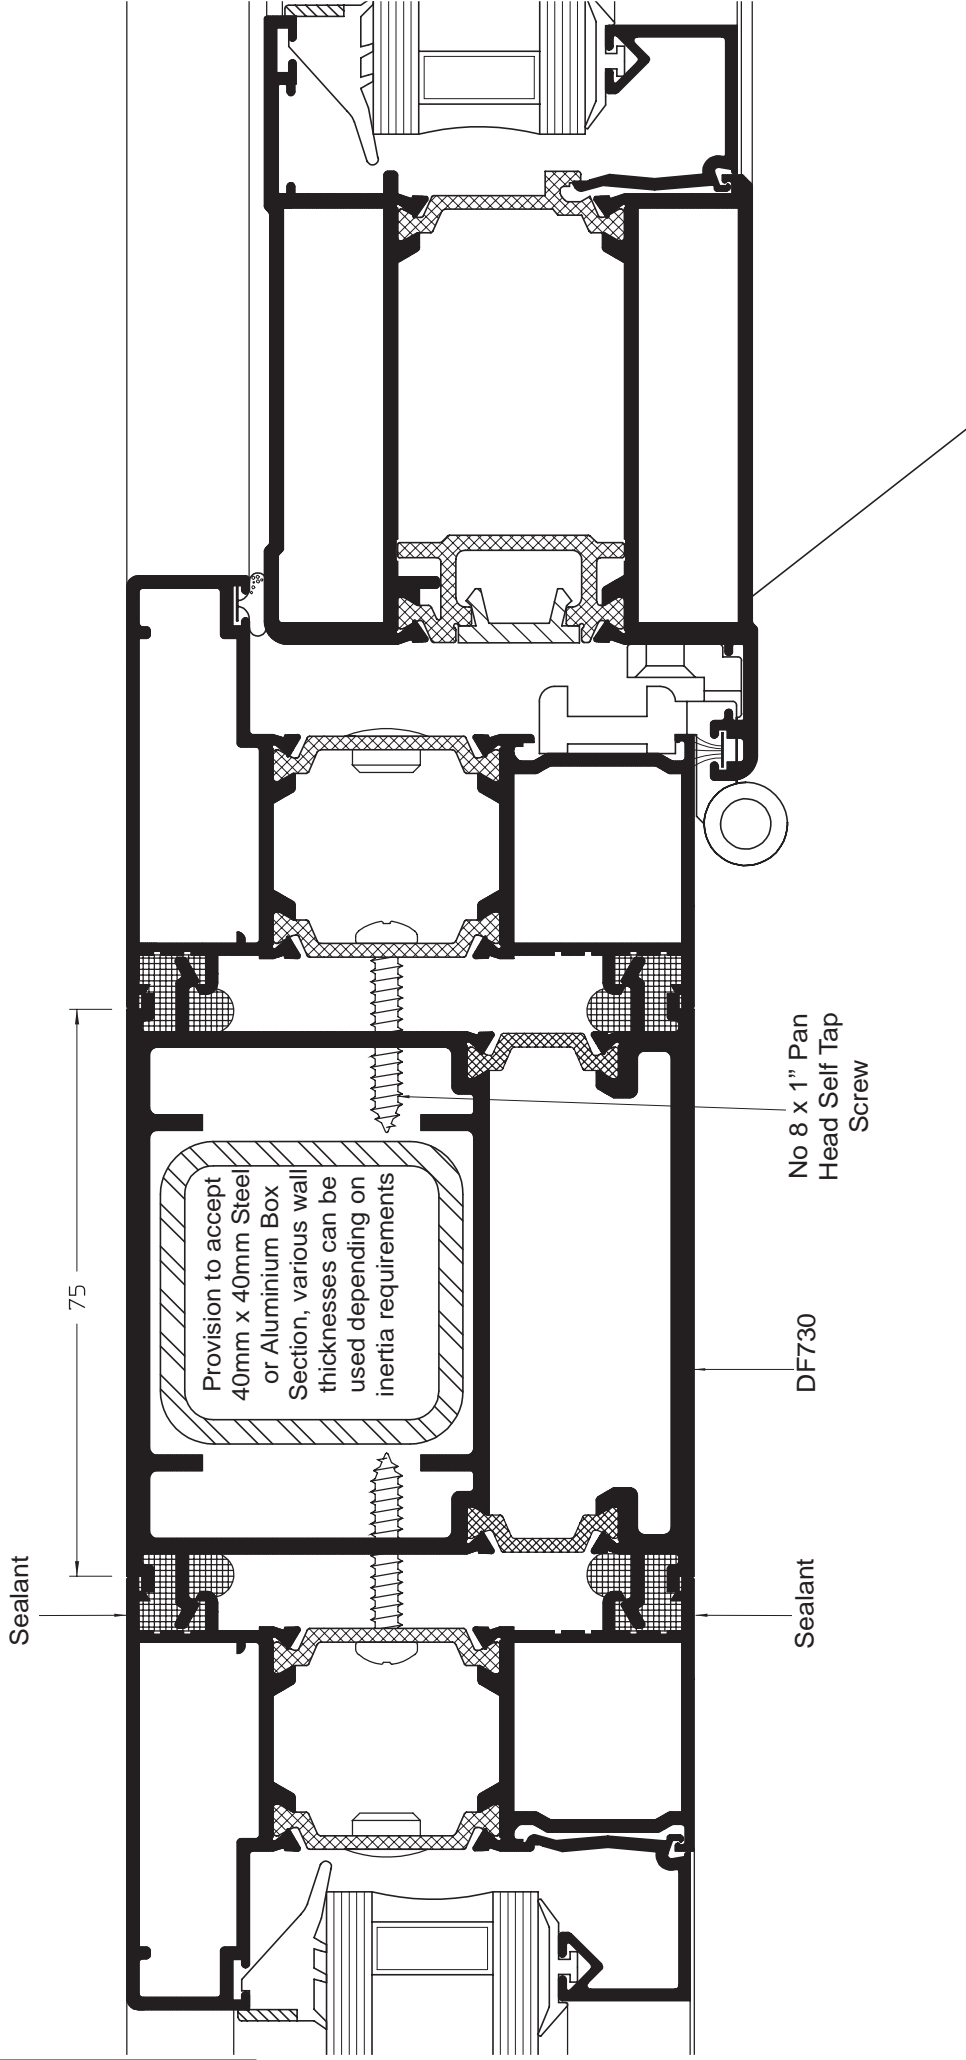 Sealant
75
Provision to accept
40mm x 40mm Steel
or Aluminium Box
Section, various wall
thicknesses can be
used depending on
inertia requirements
No 8 x 1” Pan
Head Self Tap
Screw
DF730
Sealant